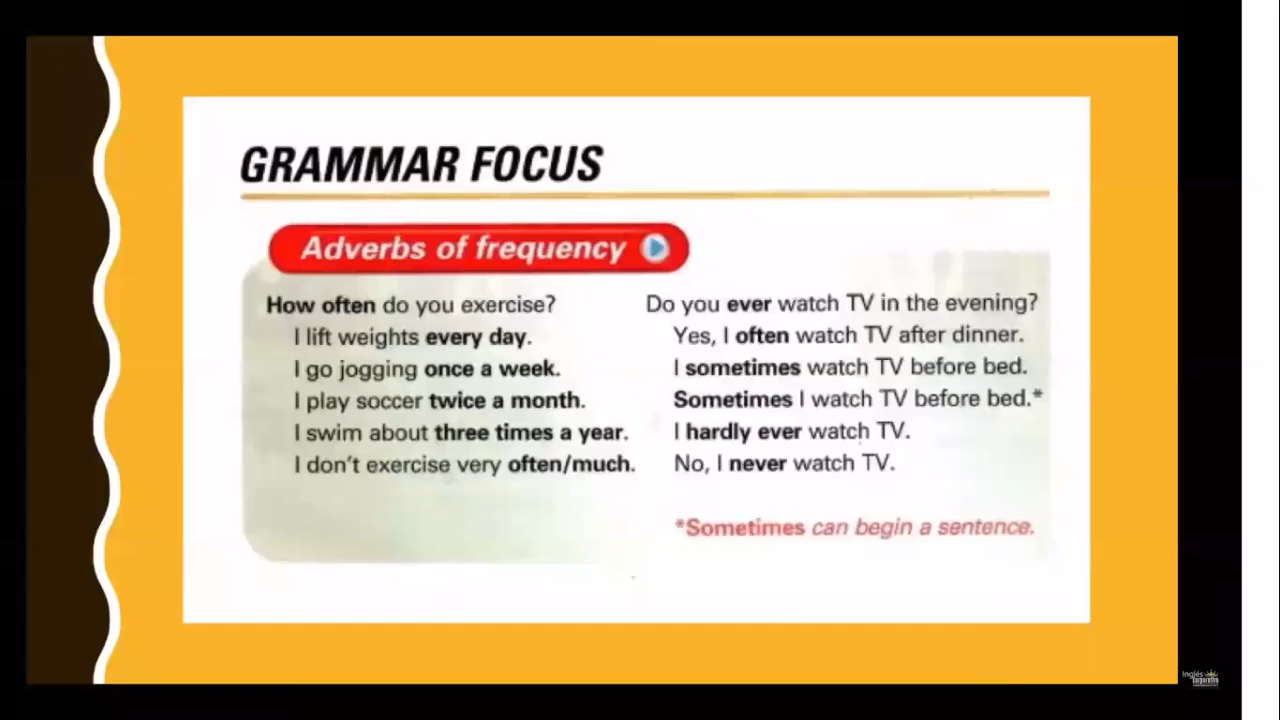 GRAMMAR FOCUS
Adverbs of frequency
How often do you exercise?
I lift weights every day.
I go jogging once a week.
I play soccer twice a month.
I swim about three times a year.
I don't exercise very often/much.
Do you ever watch TV in the evening?
Yes, I often watch TV after dinner.
I sometimes watch TV before bed.
Sometimes I watch TV before bed.*
I hardly ever watch TV.
No, I never watch TV.
*Sometimes can begin a sentence.
Inglés